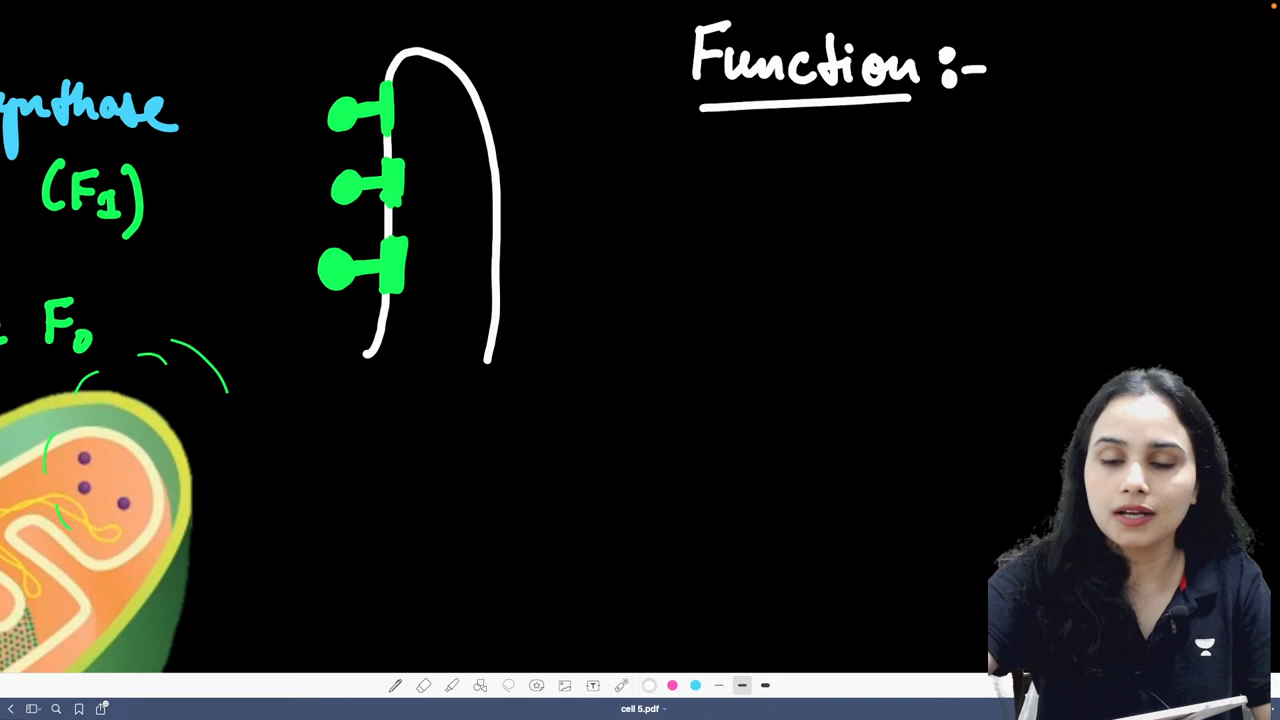 Function :-
ynthase
(F1)
F0
cell 5.pdf